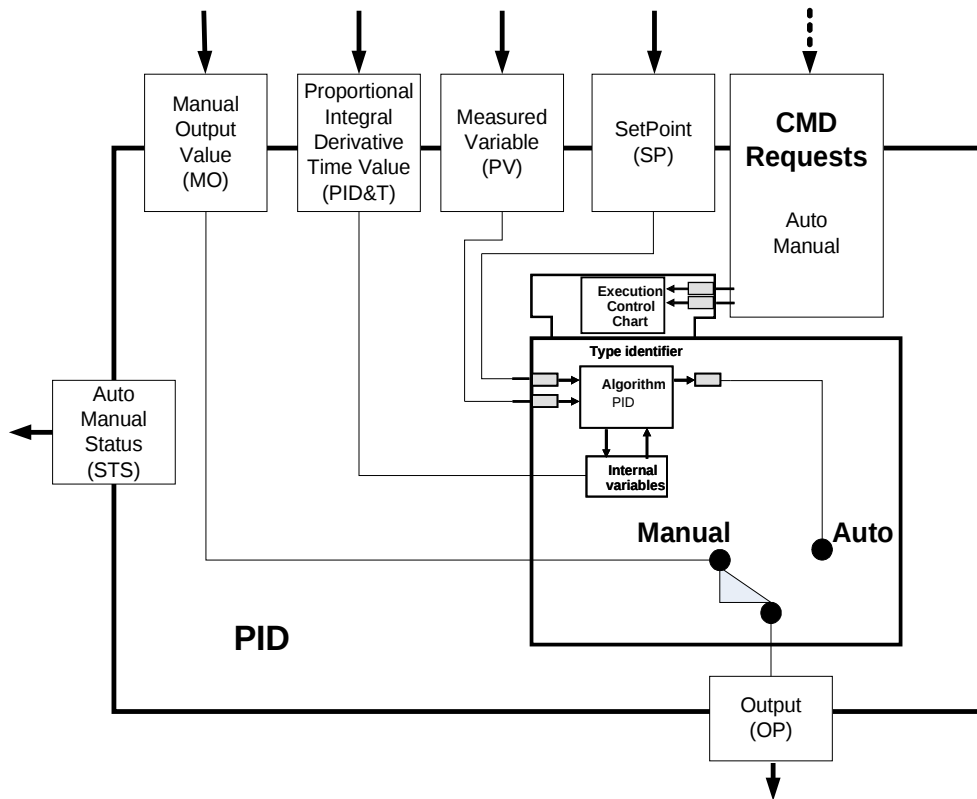 Manual
Output
Value
(MO)
Proportional
Integral
Derivative
Time Value
(PID&T)
Measured
Variable
(PV)
SetPoint
(SP)
CMD
Requests
Auto
Manual
Execution
Control
Chart
Type identifier
Algorithm
PID
Internal
variables
Auto
Manual
Status
(STS)
Manual
Auto
PID
Output
(OP)